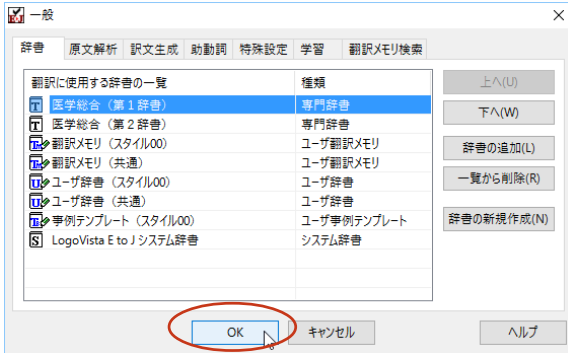 一般
辞書 原文解析 訳文生成 助動詞 特殊設定 学習 翻訳メモリ検索
翻訳に使用する辞書の一覧 種類
医学総合（第１辞書） 専門辞書
医学総合（第２辞書） 専門辞書
翻訳メモリ（スタイル00） ユーザ翻訳メモリ
翻訳メモリ（共通） ユーザ翻訳メモリ
ユーザ辞書（スタイル00） ユーザ辞書
ユーザ辞書（共通） ユーザ辞書
事例テンプレート（スタイル00） ユーザ事例テンプレート
LogoVista E to J システム辞書 システム辞書
上へ(U)
下へ(W)
辞書の追加(L)
一覧から削除(R)
辞書の新規作成(N)
OK キャンセル ヘルプ